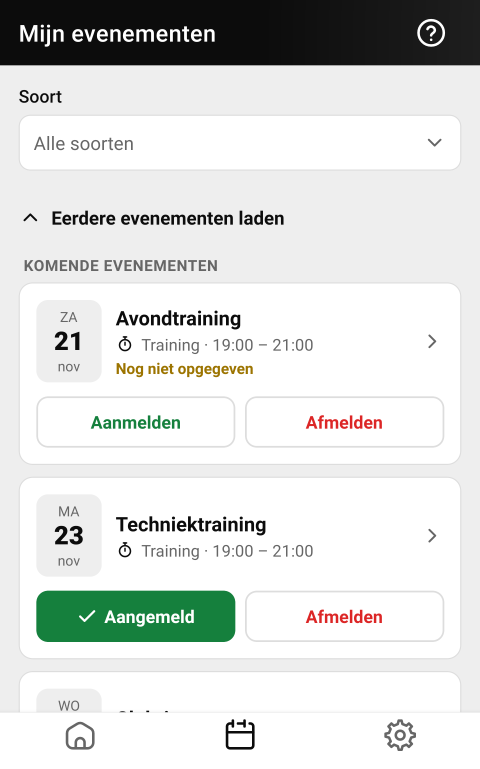 Mijn evenementen
Soort
Alle soorten
Eerdere evenementen laden
KOMENDE EVENEMENTEN
ZA
21
nov
Avondtraining
Training · 19:00 – 21:00
Nog niet opgegeven
Aanmelden
Afmelden
MA
23
nov
Techniektraining
Training · 19:00 – 21:00
Aangemeld
Afmelden
WO